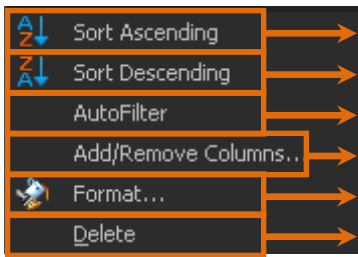 Sort Ascending
Sort Descending
AutoFilter
Add/Remove Columns...
Format...
Delete